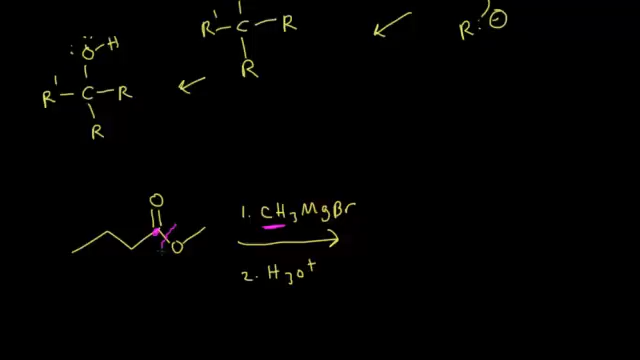 R' C R
R : ⊖
R
: Ö H
R' C R
R
O
1. CH3MgBr
O
2. H3O+